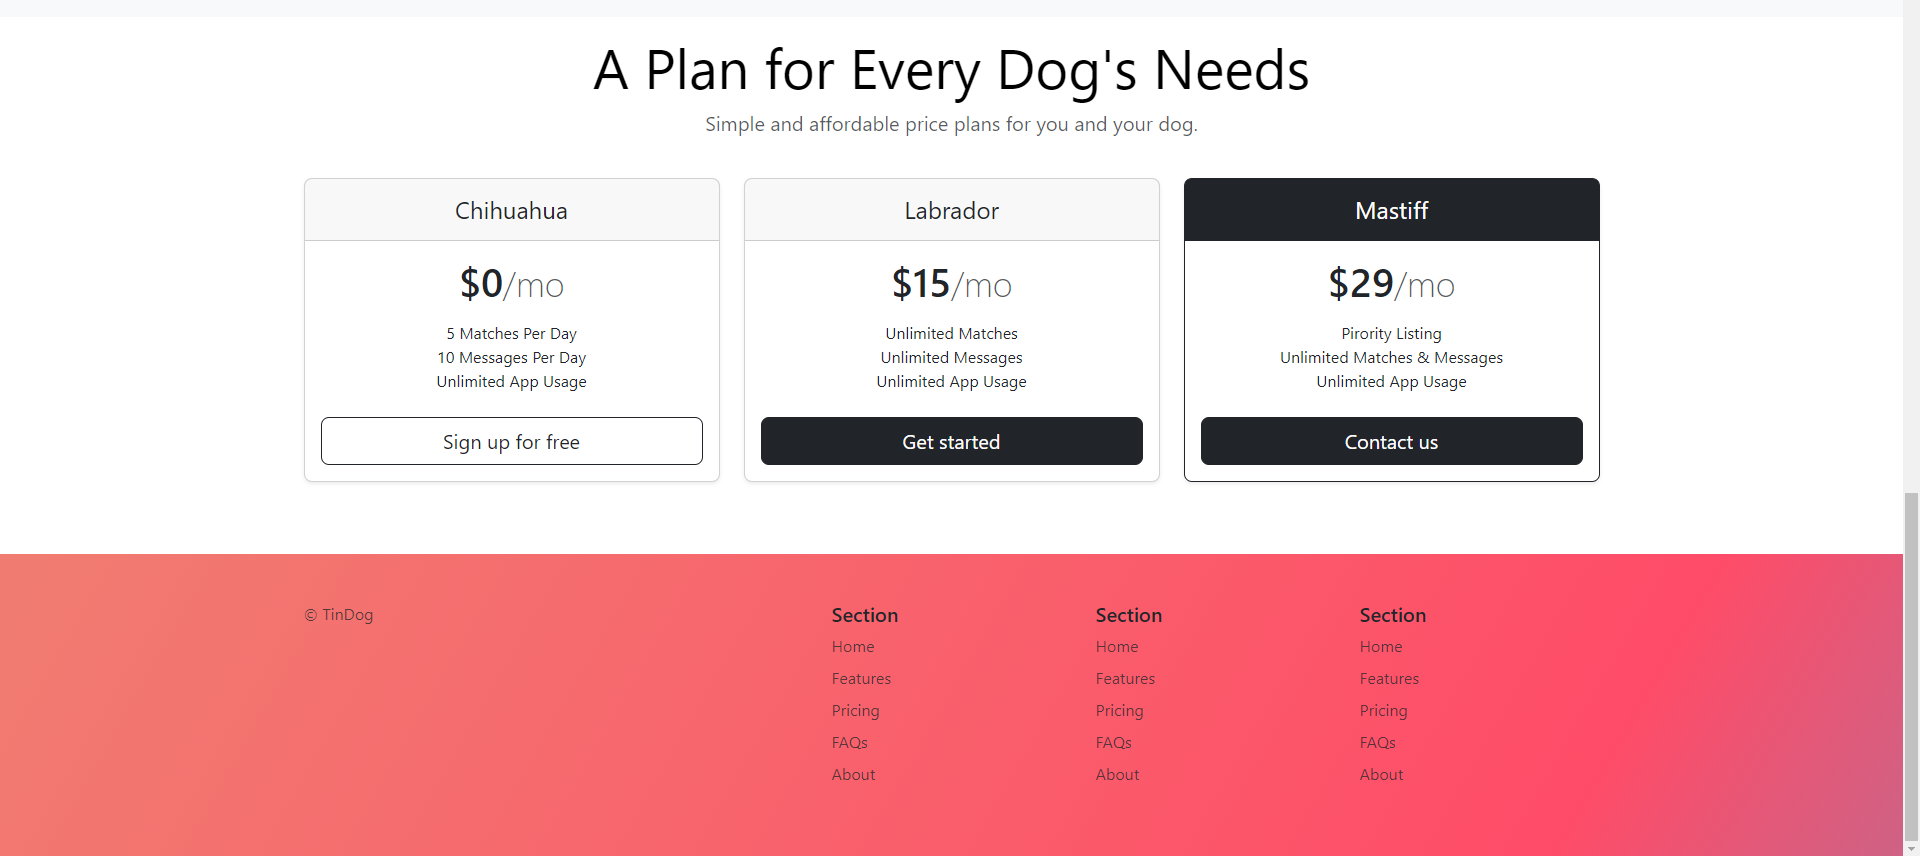 A Plan for Every Dog's Needs
Simple and affordable price plans for you and your dog.
Chihuahua
$0/mo
5 Matches Per Day
10 Messages Per Day
Unlimited App Usage
Sign up for free
Labrador
$15/mo
Unlimited Matches
Unlimited Messages
Unlimited App Usage
Get started
Mastiff
$29/mo
Pirority Listing
Unlimited Matches & Messages
Unlimited App Usage
Contact us
© TinDog
Section
Home
Features
Pricing
FAQs
About
Section
Home
Features
Pricing
FAQs
About
Section
Home
Features
Pricing
FAQs
About